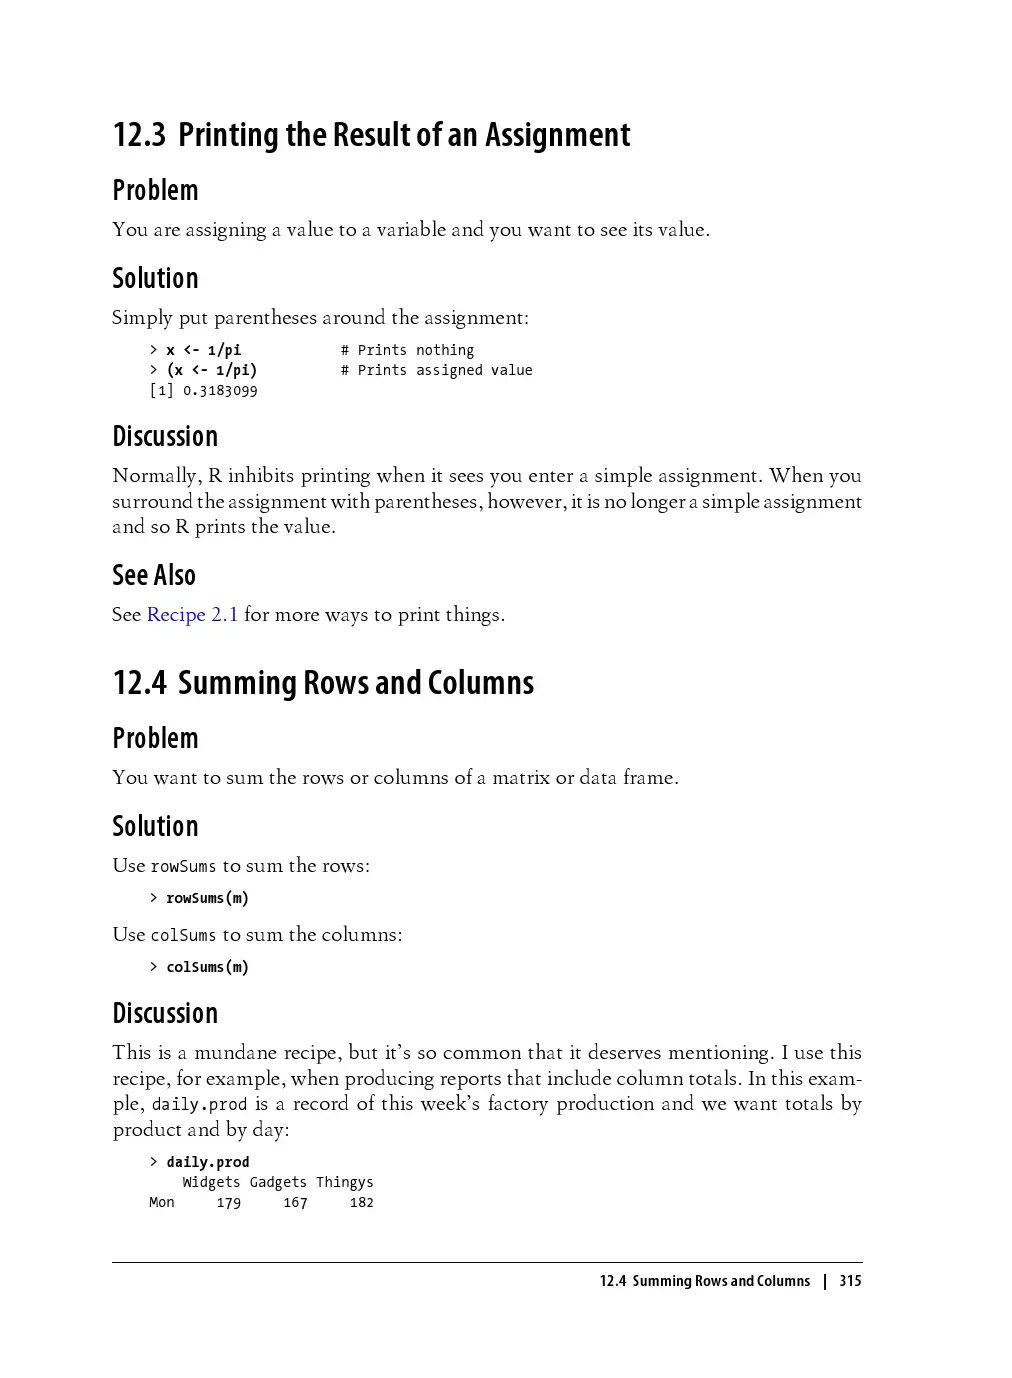 12.3 Printing the Result of an Assignment
Problem
You are assigning a value to a variable and you want to see its value.
Solution
Simply put parentheses around the assignment:
> x <- 1/pi            # Prints nothing
> (x <- 1/pi)          # Prints assigned value
[1] 0.3183099
Discussion
Normally, R inhibits printing when it sees you enter a simple assignment. When you
surround the assignment with parentheses, however, it is no longer a simple assignment
and so R prints the value.
See Also
See Recipe 2.1 for more ways to print things.
12.4 Summing Rows and Columns
Problem
You want to sum the rows or columns of a matrix or data frame.
Solution
Use rowSums to sum the rows:
> rowSums(m)
Use colSums to sum the columns:
> colSums(m)
Discussion
This is a mundane recipe, but it’s so common that it deserves mentioning. I use this
recipe, for example, when producing reports that include column totals. In this exam-
ple, daily.prod is a record of this week’s factory production and we want totals by
product and by day:
> daily.prod
    Widgets Gadgets Thingys
Mon     179     167     182
12.4 Summing Rows and Columns | 315